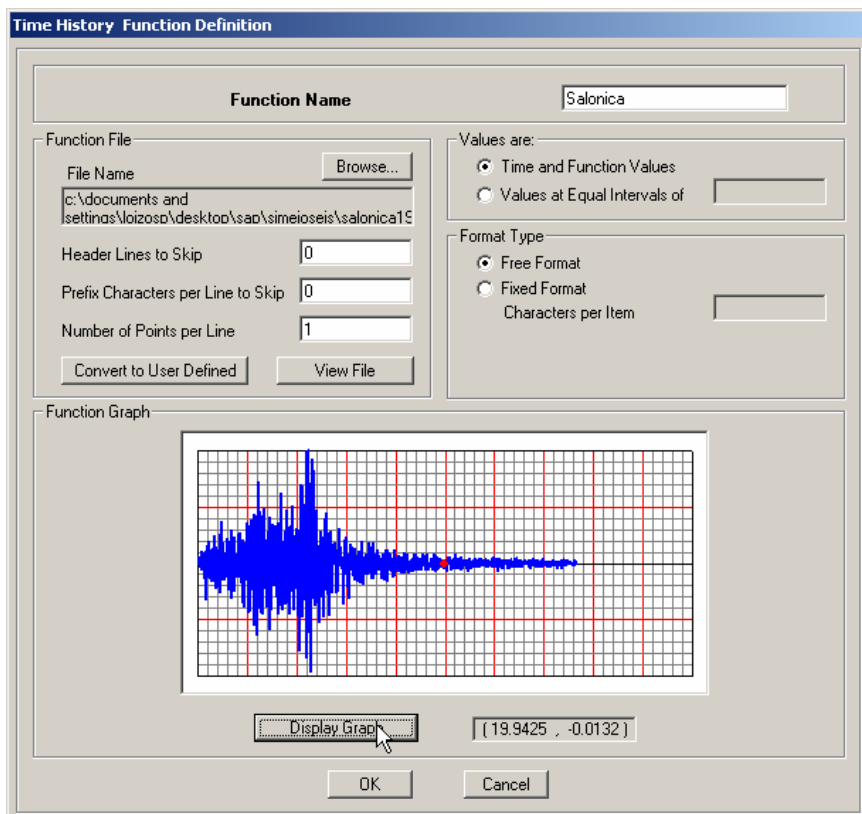 Time History Function Definition
Function Name
Salonica
Function File
File Name
Browse...
c:\documents and
settings\loizosp\desktop\sap\simeioseis\salonica19
Header Lines to Skip
0
Prefix Characters per Line to Skip
0
Number of Points per Line
1
Convert to User Defined
View File
Values are:
Time and Function Values
Values at Equal Intervals of
Format Type
Free Format
Fixed Format
Characters per Item
Function Graph
Display Graph
( 19.9425 , -0.0132 )
OK
Cancel